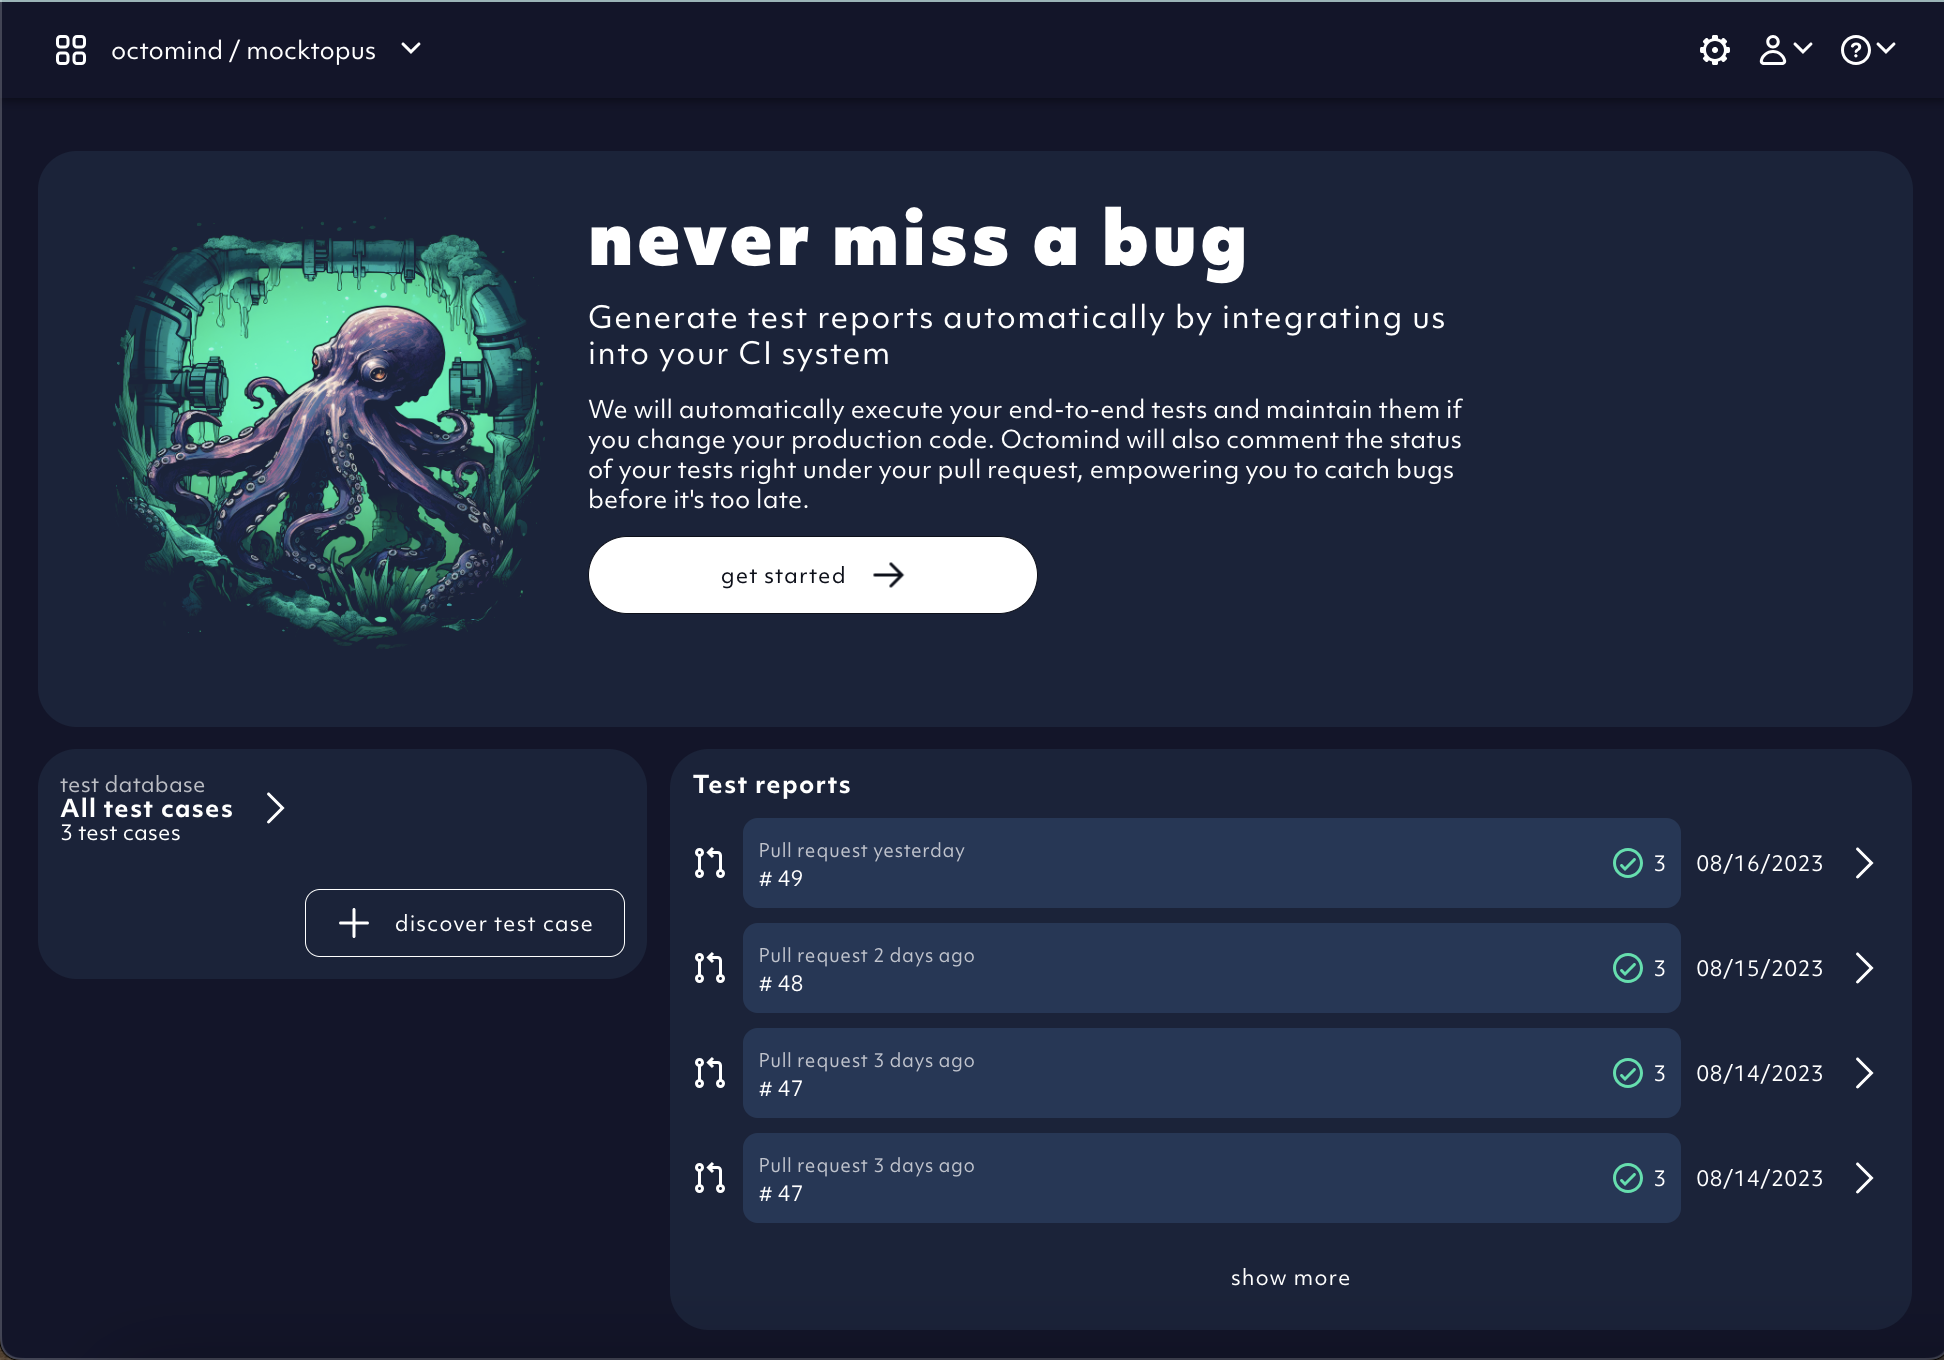 octomind / mocktopus
never miss a bug
Generate test reports automatically by integrating us
into your CI system
We will automatically execute your end-to-end tests and maintain them if
you change your production code. Octomind will also comment the status
of your tests right under your pull request, empowering you to catch bugs
before it's too late.
get started
test database
All test cases
3 test cases
discover test case
Test reports
Pull request yesterday
# 49
3 08/16/2023
Pull request 2 days ago
# 48
3 08/15/2023
Pull request 3 days ago
# 47
3 08/14/2023
Pull request 3 days ago
# 47
3 08/14/2023
show more